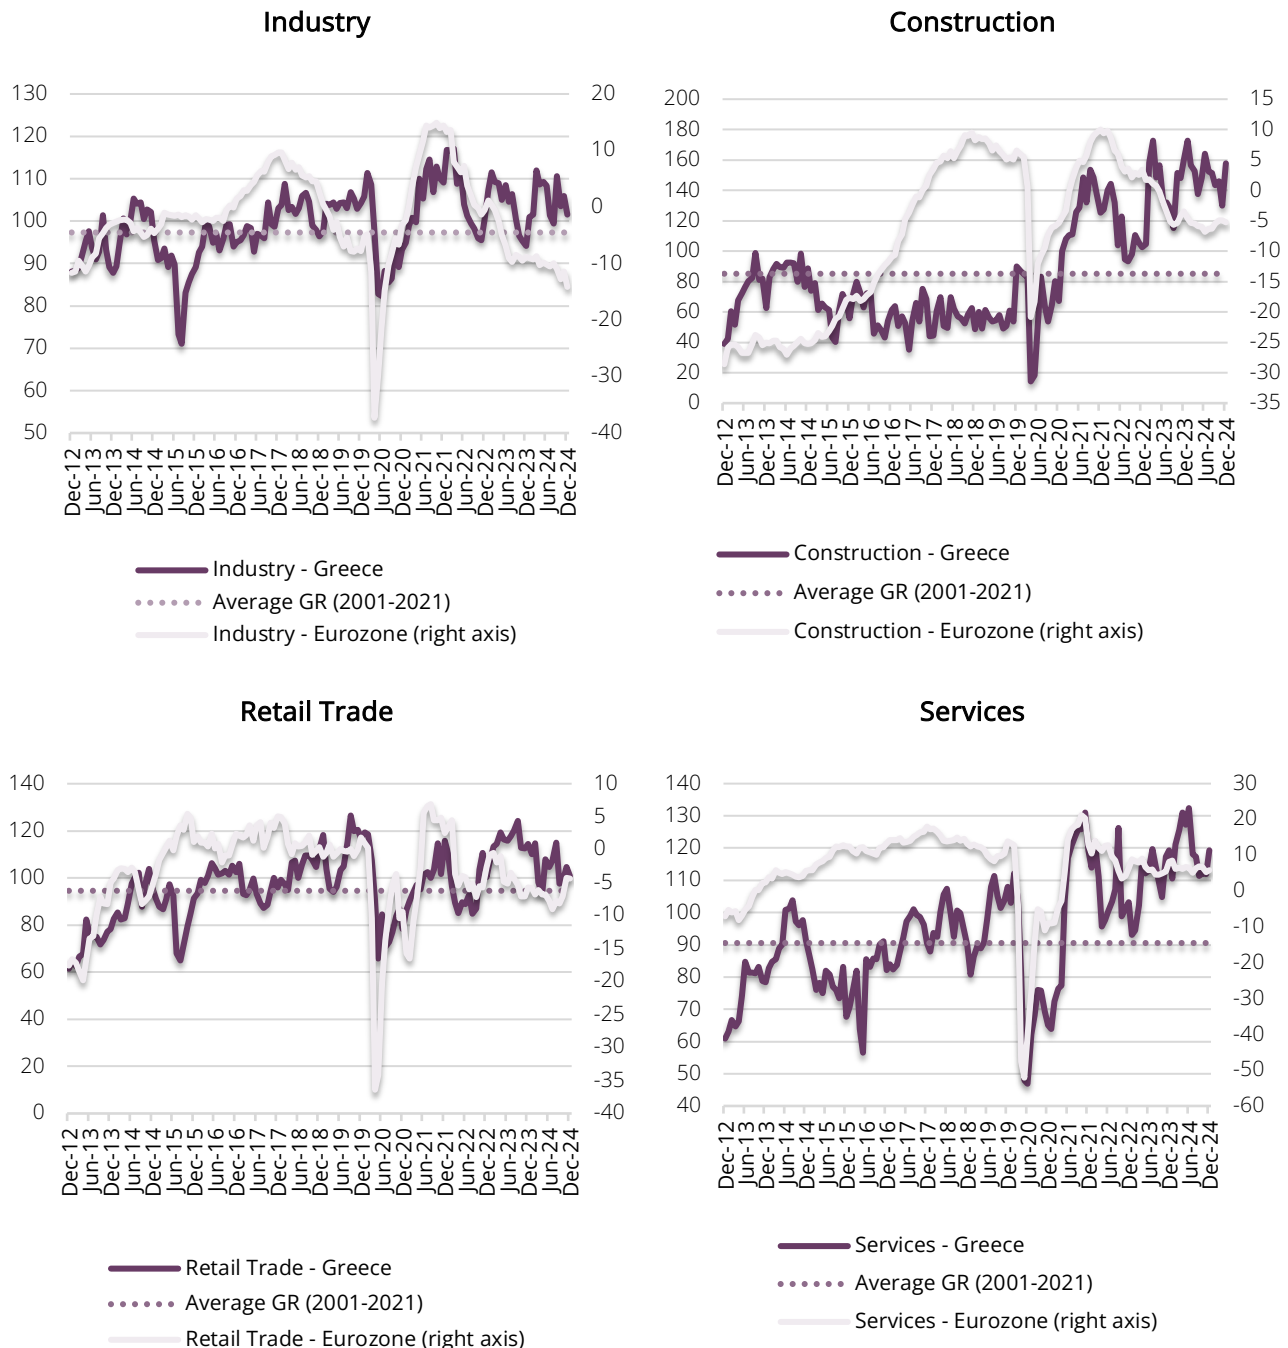 Industry
130
120
110
100
90
80
70
60
50
20
10
0
-10
-20
-30
-40
Dec-12
Jun-13
Dec-13
Jun-14
Dec-14
Jun-15
Dec-15
Jun-16
Dec-16
Jun-17
Dec-17
Jun-18
Dec-18
Jun-19
Dec-19
Jun-20
Dec-20
Jun-21
Dec-21
Jun-22
Dec-22
Jun-23
Dec-23
Jun-24
Dec-24
Industry - Greece
Average GR (2001-2021)
Industry - Eurozone (right axis)
Construction
200
180
160
140
120
100
80
60
40
20
0
15
10
5
0
-5
-10
-15
-20
-25
-30
-35
Dec-12
Jun-13
Dec-13
Jun-14
Dec-14
Jun-15
Dec-15
Jun-16
Dec-16
Jun-17
Dec-17
Jun-18
Dec-18
Jun-19
Dec-19
Jun-20
Dec-20
Jun-21
Dec-21
Jun-22
Dec-22
Jun-23
Dec-23
Jun-24
Dec-24
Construction - Greece
Average GR (2001-2021)
Construction - Eurozone (right axis)
Retail Trade
140
120
100
80
60
40
20
0
10
5
0
-5
-10
-15
-20
-25
-30
-35
-40
Dec-12
Jun-13
Dec-13
Jun-14
Dec-14
Jun-15
Dec-15
Jun-16
Dec-16
Jun-17
Dec-17
Jun-18
Dec-18
Jun-19
Dec-19
Jun-20
Dec-20
Jun-21
Dec-21
Jun-22
Dec-22
Jun-23
Dec-23
Jun-24
Dec-24
Retail Trade - Greece
Average GR (2001-2021)
Retail Trade - Eurozone (right axis)
Services
140
130
120
110
100
90
80
70
60
50
40
30
20
10
0
-10
-20
-30
-40
-50
-60
Dec-12
Jun-13
Dec-13
Jun-14
Dec-14
Jun-15
Dec-15
Jun-16
Dec-16
Jun-17
Dec-17
Jun-18
Dec-18
Jun-19
Dec-19
Jun-20
Dec-20
Jun-21
Dec-21
Jun-22
Dec-22
Jun-23
Dec-23
Jun-24
Dec-24
Services - Greece
Average GR (2001-2021)
Services - Eurozone (right axis)